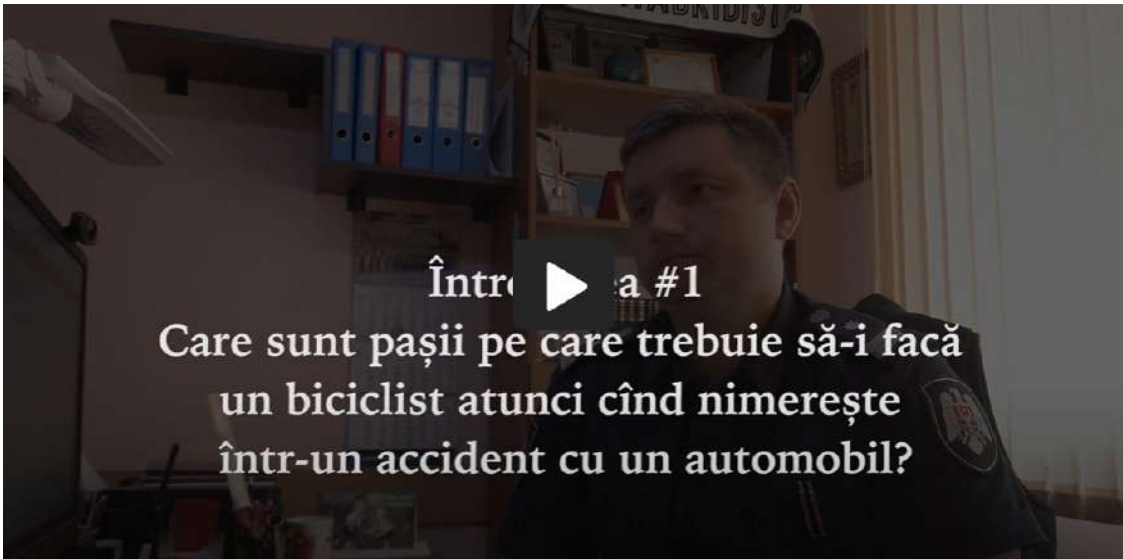 #1
Care sunt pașii pe care trebuie să-i facă
un biciclist atunci cînd nimerește
într-un accident cu un automobil?